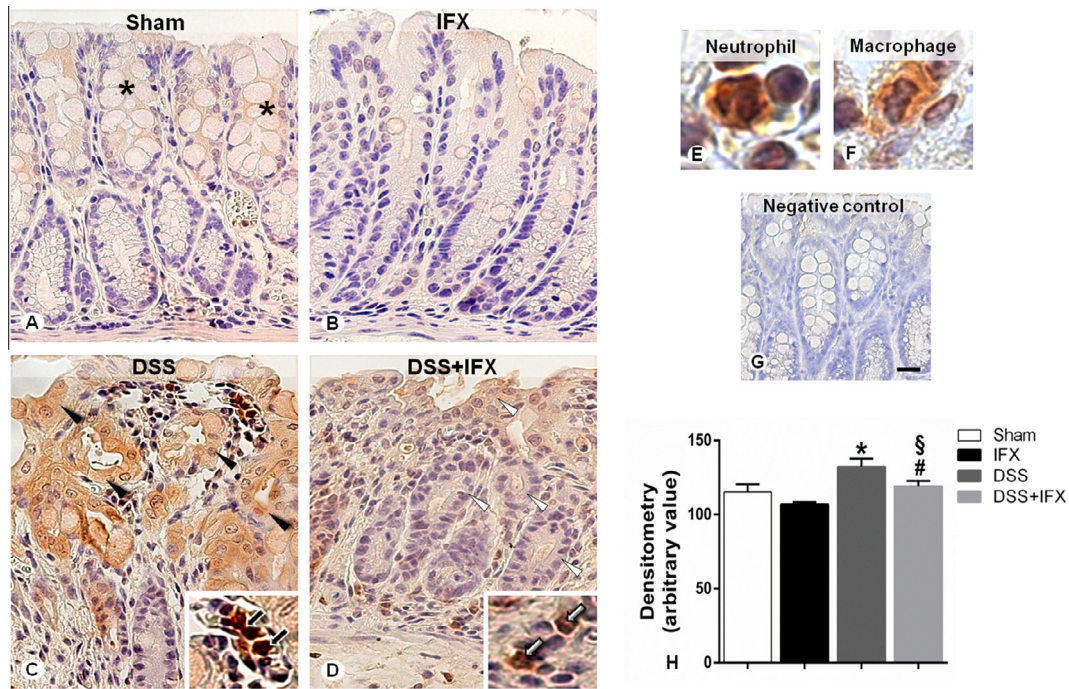 Sham
*
*
A
IFX
B
DSS
C
DSS+IFX
D
Neutrophil
E
Macrophage
F
Negative control
G
H
Densitometry
(arbitrary value)
150
100
50
0
*
§
#
Sham
IFX
DSS
DSS+IFX